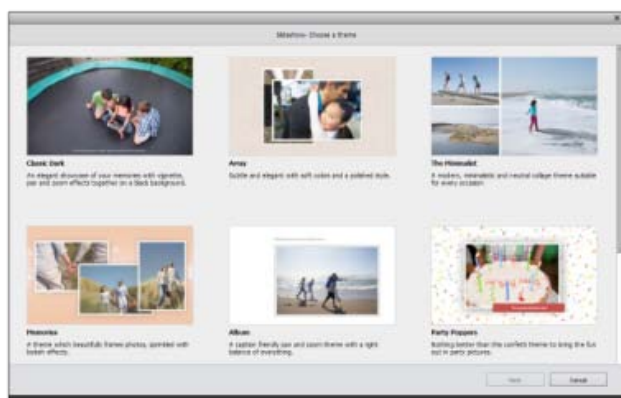 Slideshow- Choose a theme
Classic Dark
An elegant showcase of your memories with vignette,
pan and zoom effects together on a black background.
Array
Subtle and elegant with soft colors and a polished style.
The Minimalist
A modern, minimalistic and neutral collage theme suitable
for every occasion
Memories
A theme which beautifully frames photos, sprinkled with
bokeh effects.
Album
A caption friendly pan and zoom theme with a right
balance of everything.
Party Poppers
Nothing better than the confetti theme to bring the fun
out in party pictures.
Next
Cancel